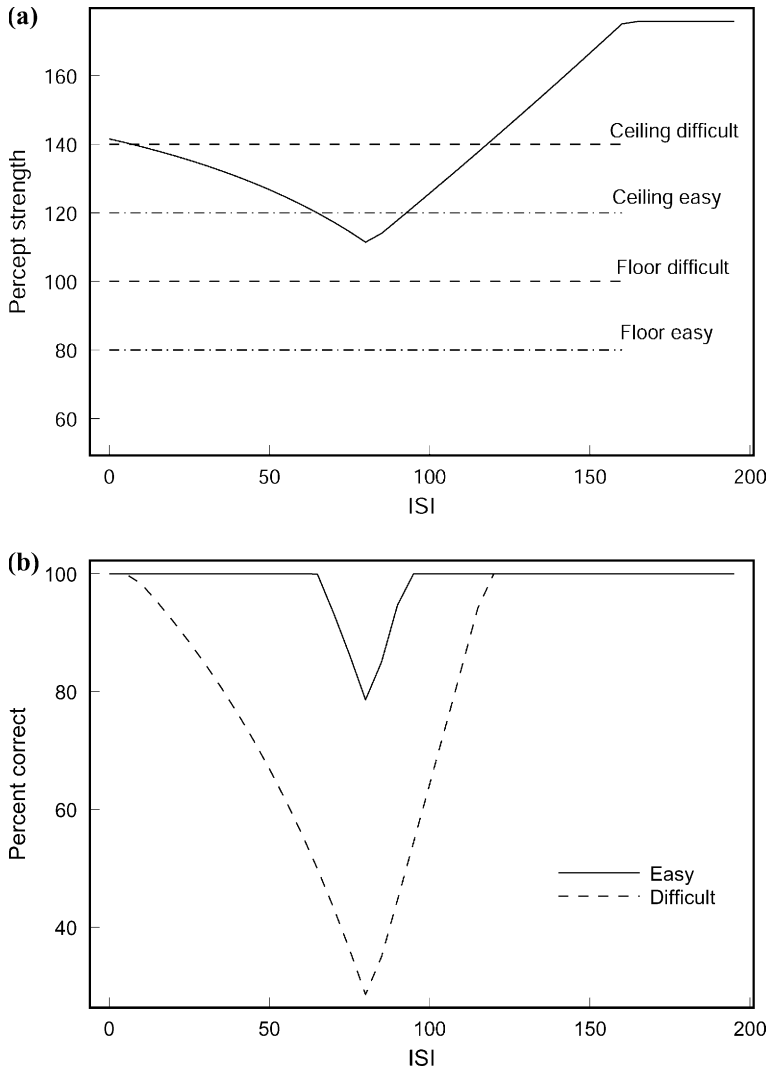 (a)
Percept strength
160
140
120
100
80
60
Ceiling difficult
Ceiling easy
Floor difficult
Floor easy
0 50 100 150 200
ISI
(b)
Percent correct
100
80
60
40
Easy
Difficult
0 50 100 150 200
ISI